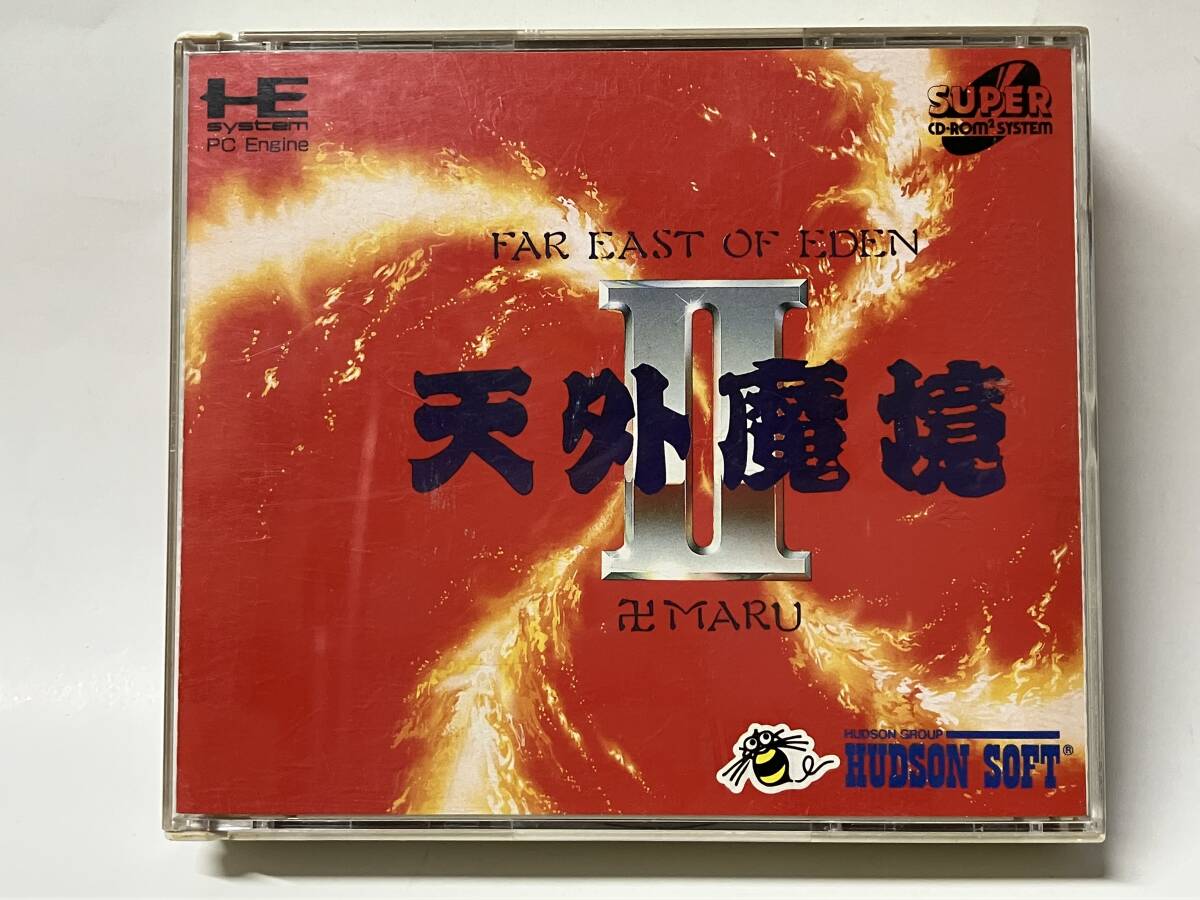 HE
system
PC Engine
SUPER
CD-ROM² SYSTEM
FAR EAST OF EDEN
II
天外魔境
卍MARU
HUDSON GROUP
HUDSON SOFT®